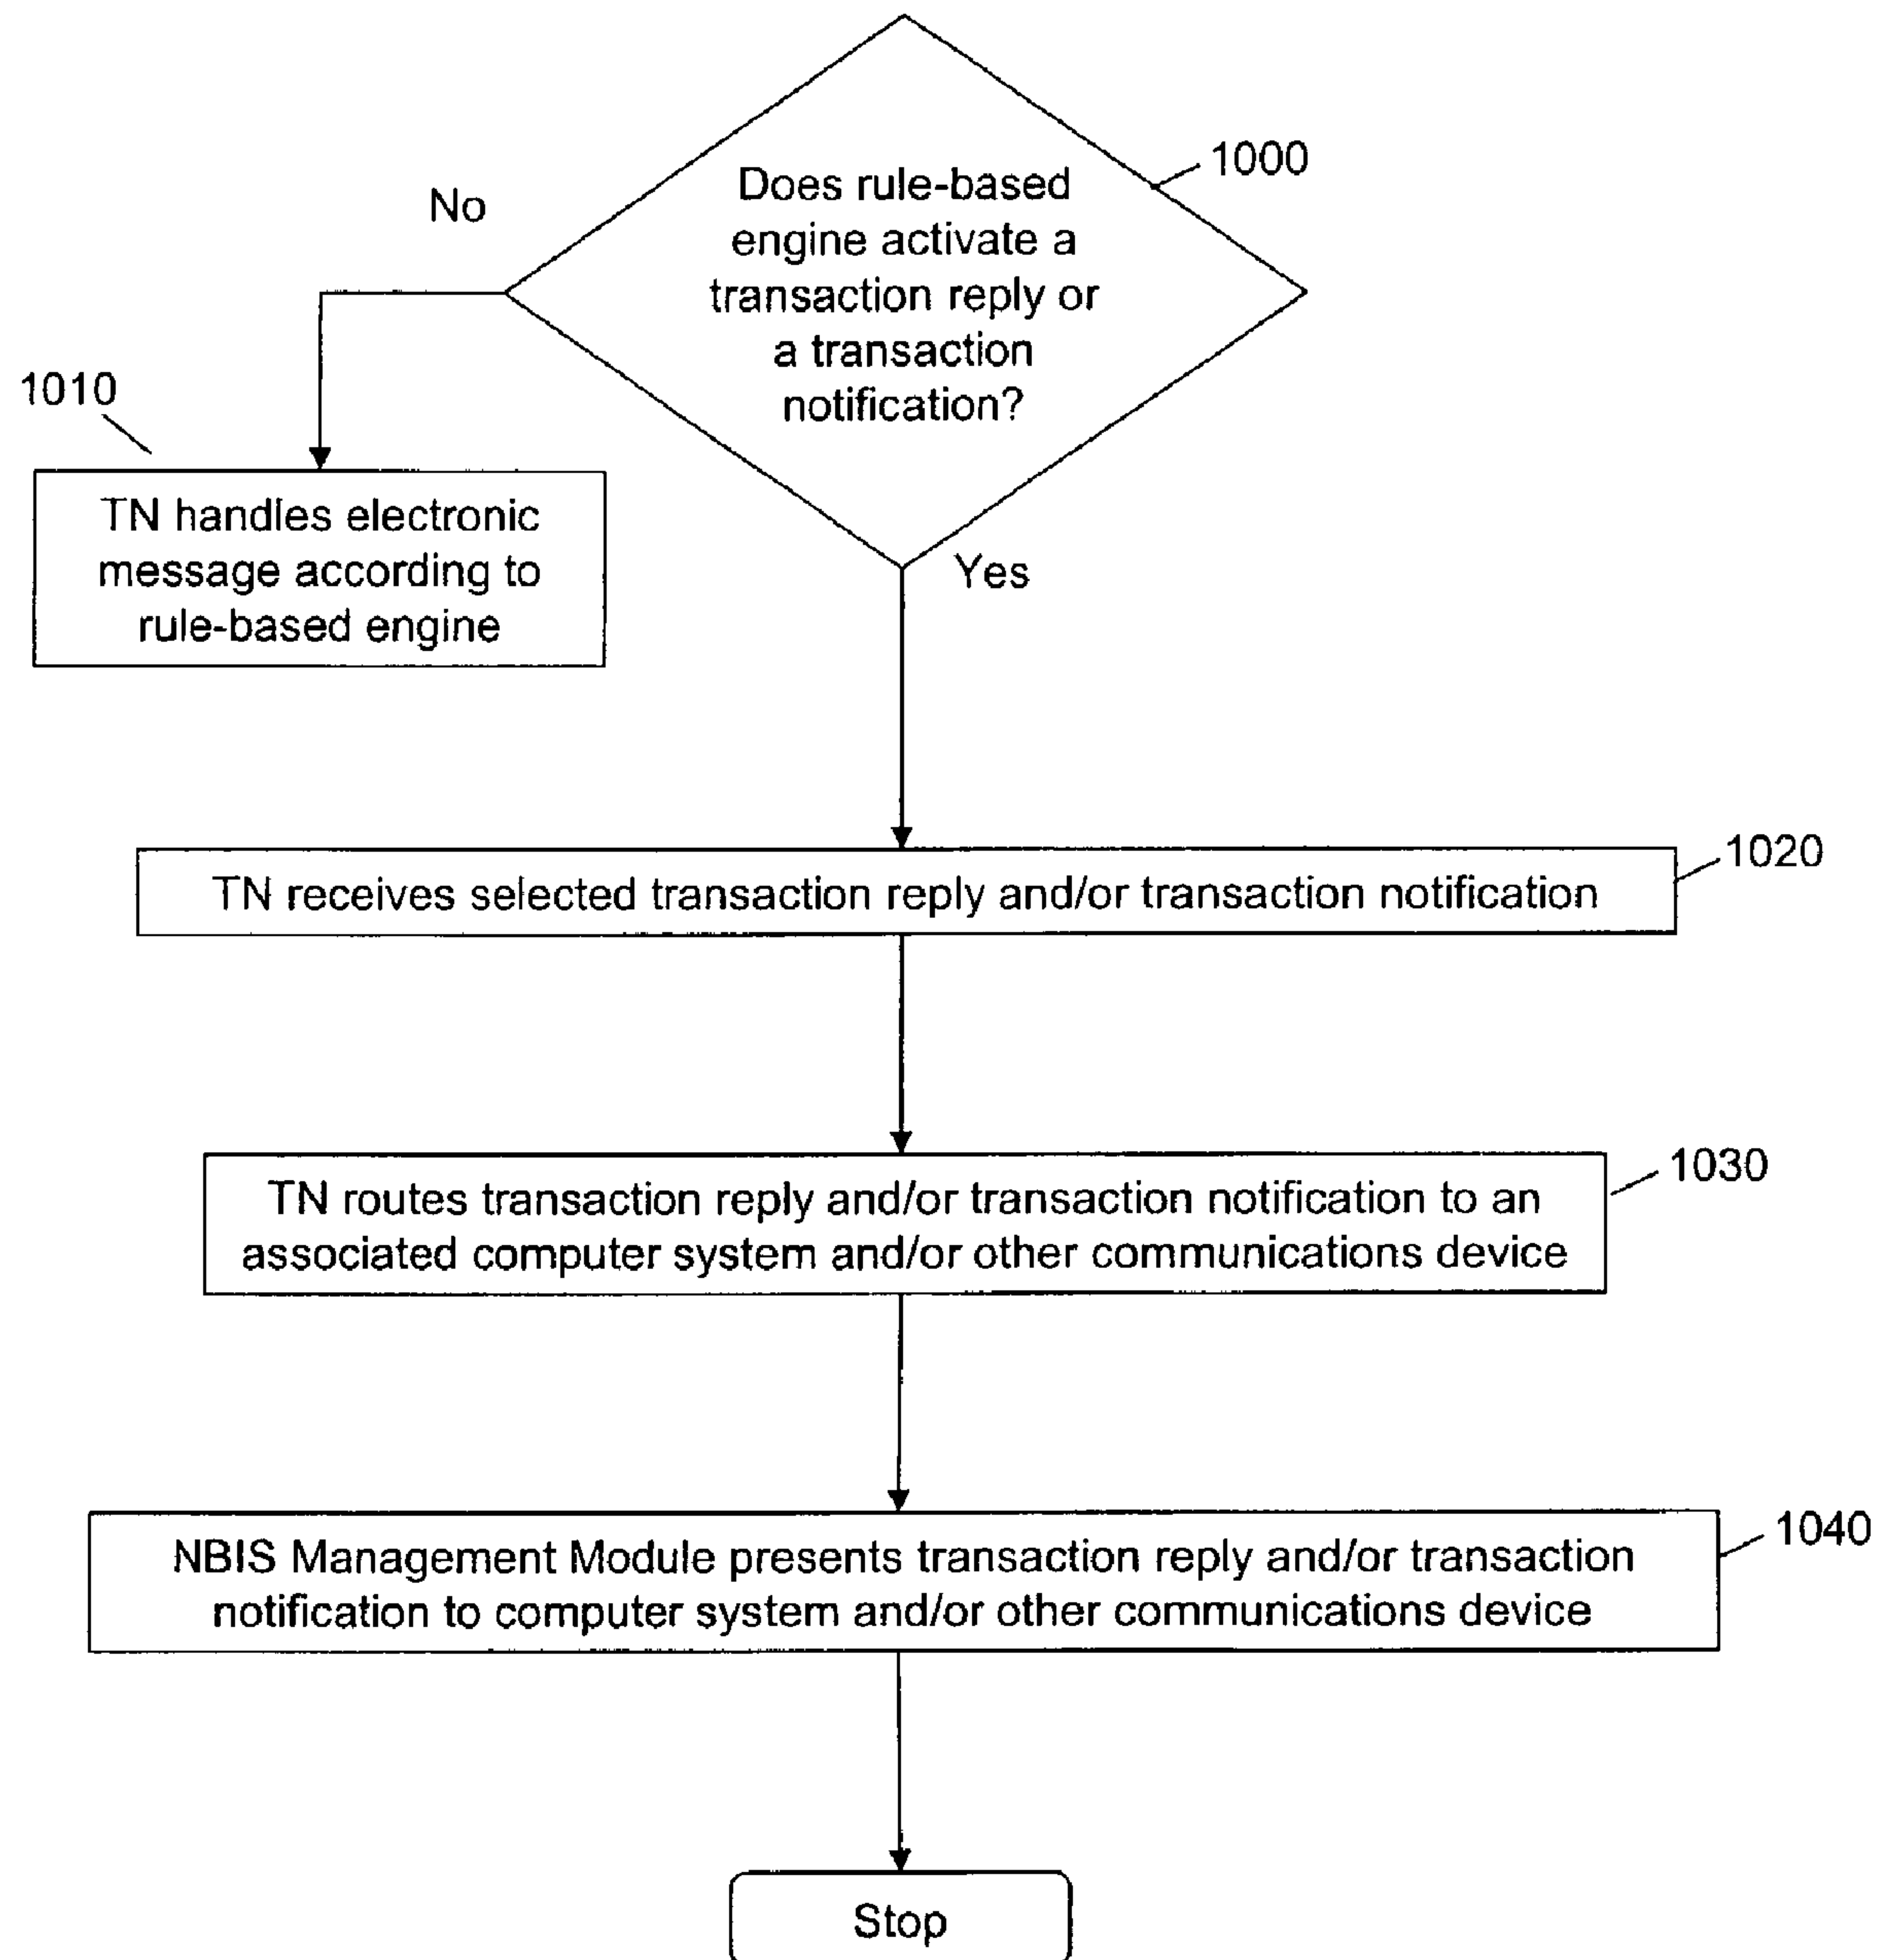 1000
Does rule-based
engine activate a
transaction reply or
a transaction
notification?
No
1010
TN handles electronic
message according to
rule-based engine
Yes
1020
TN receives selected transaction reply and/or transaction notification
1030
TN routes transaction reply and/or transaction notification to an
associated computer system and/or other communications device
1040
NBIS Management Module presents transaction reply and/or transaction
notification to computer system and/or other communications device
Stop